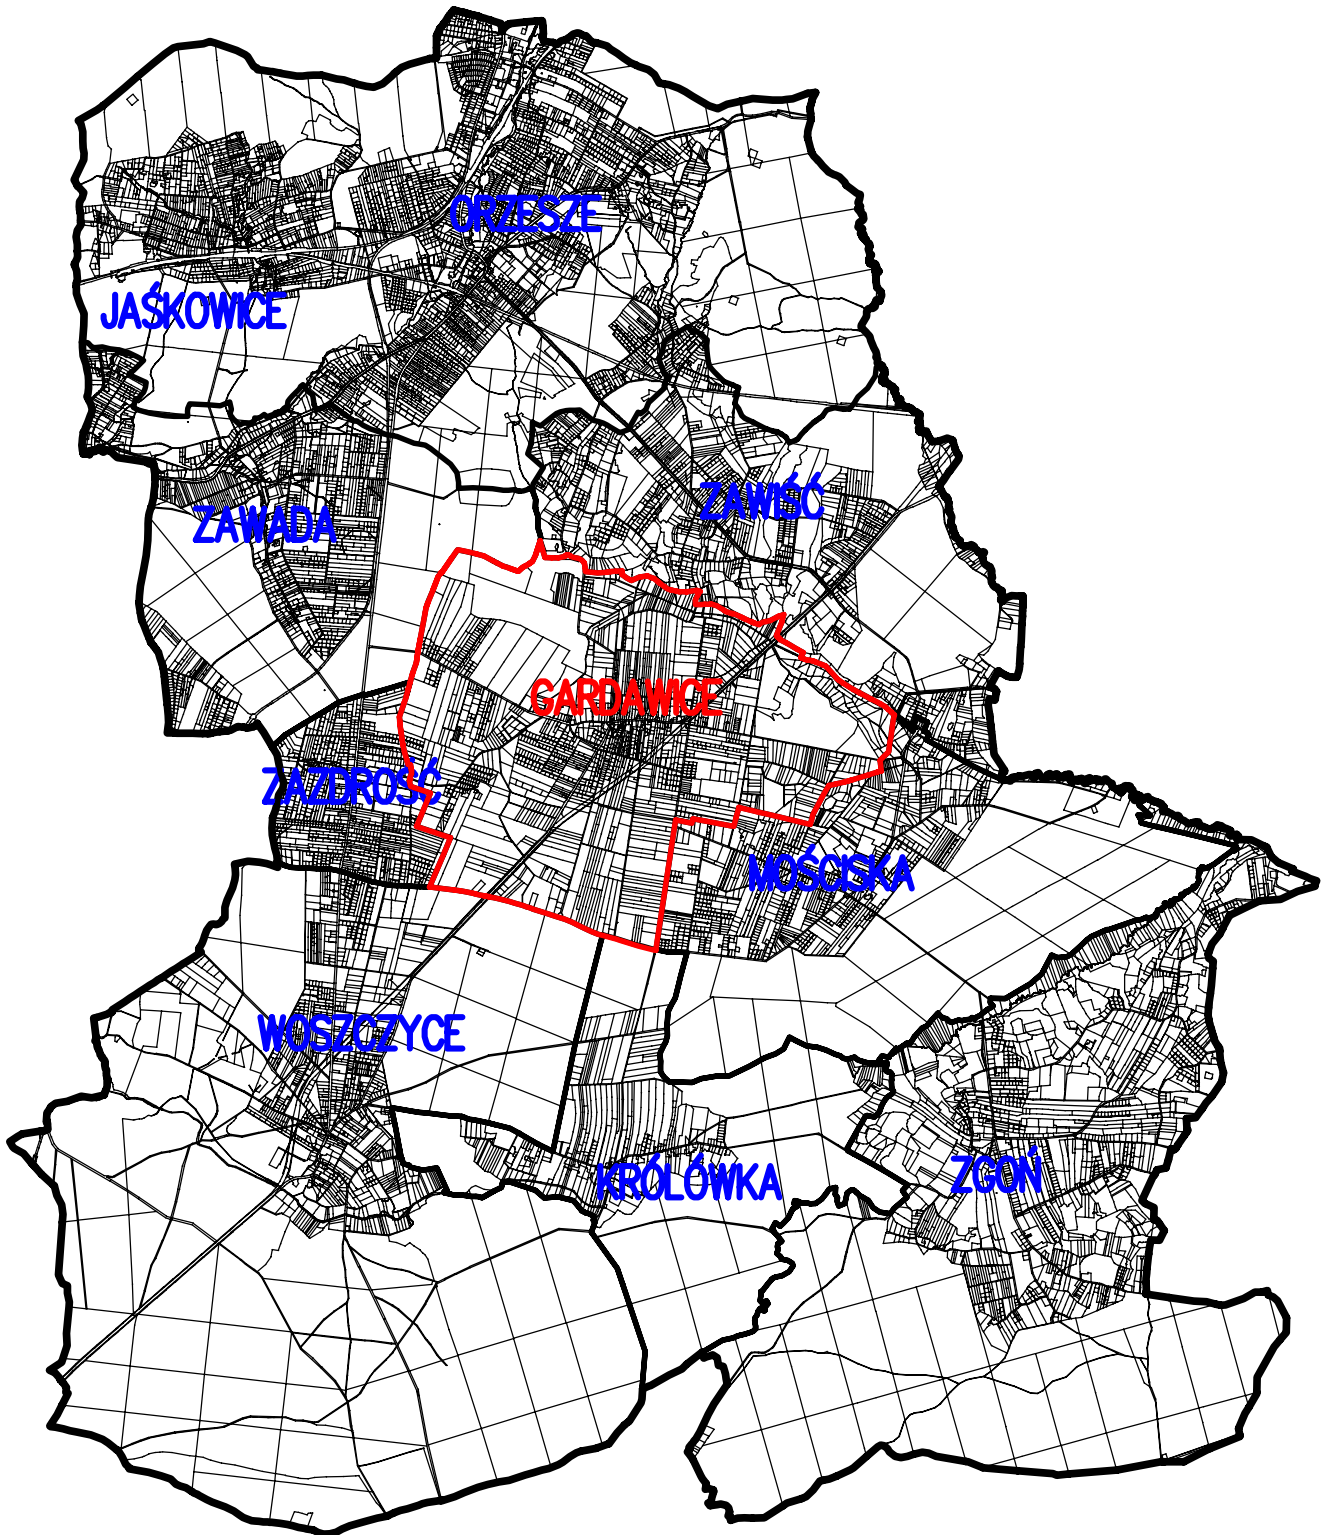 ORZESZE
JAŚKOWICE
ZAWIŚĆ
ZAWADA
GARDAWICE
ZAZDROŚĆ
MOŚCISKA
WOSZCZYCE
KRÓLÓWKA
ZGOŃ